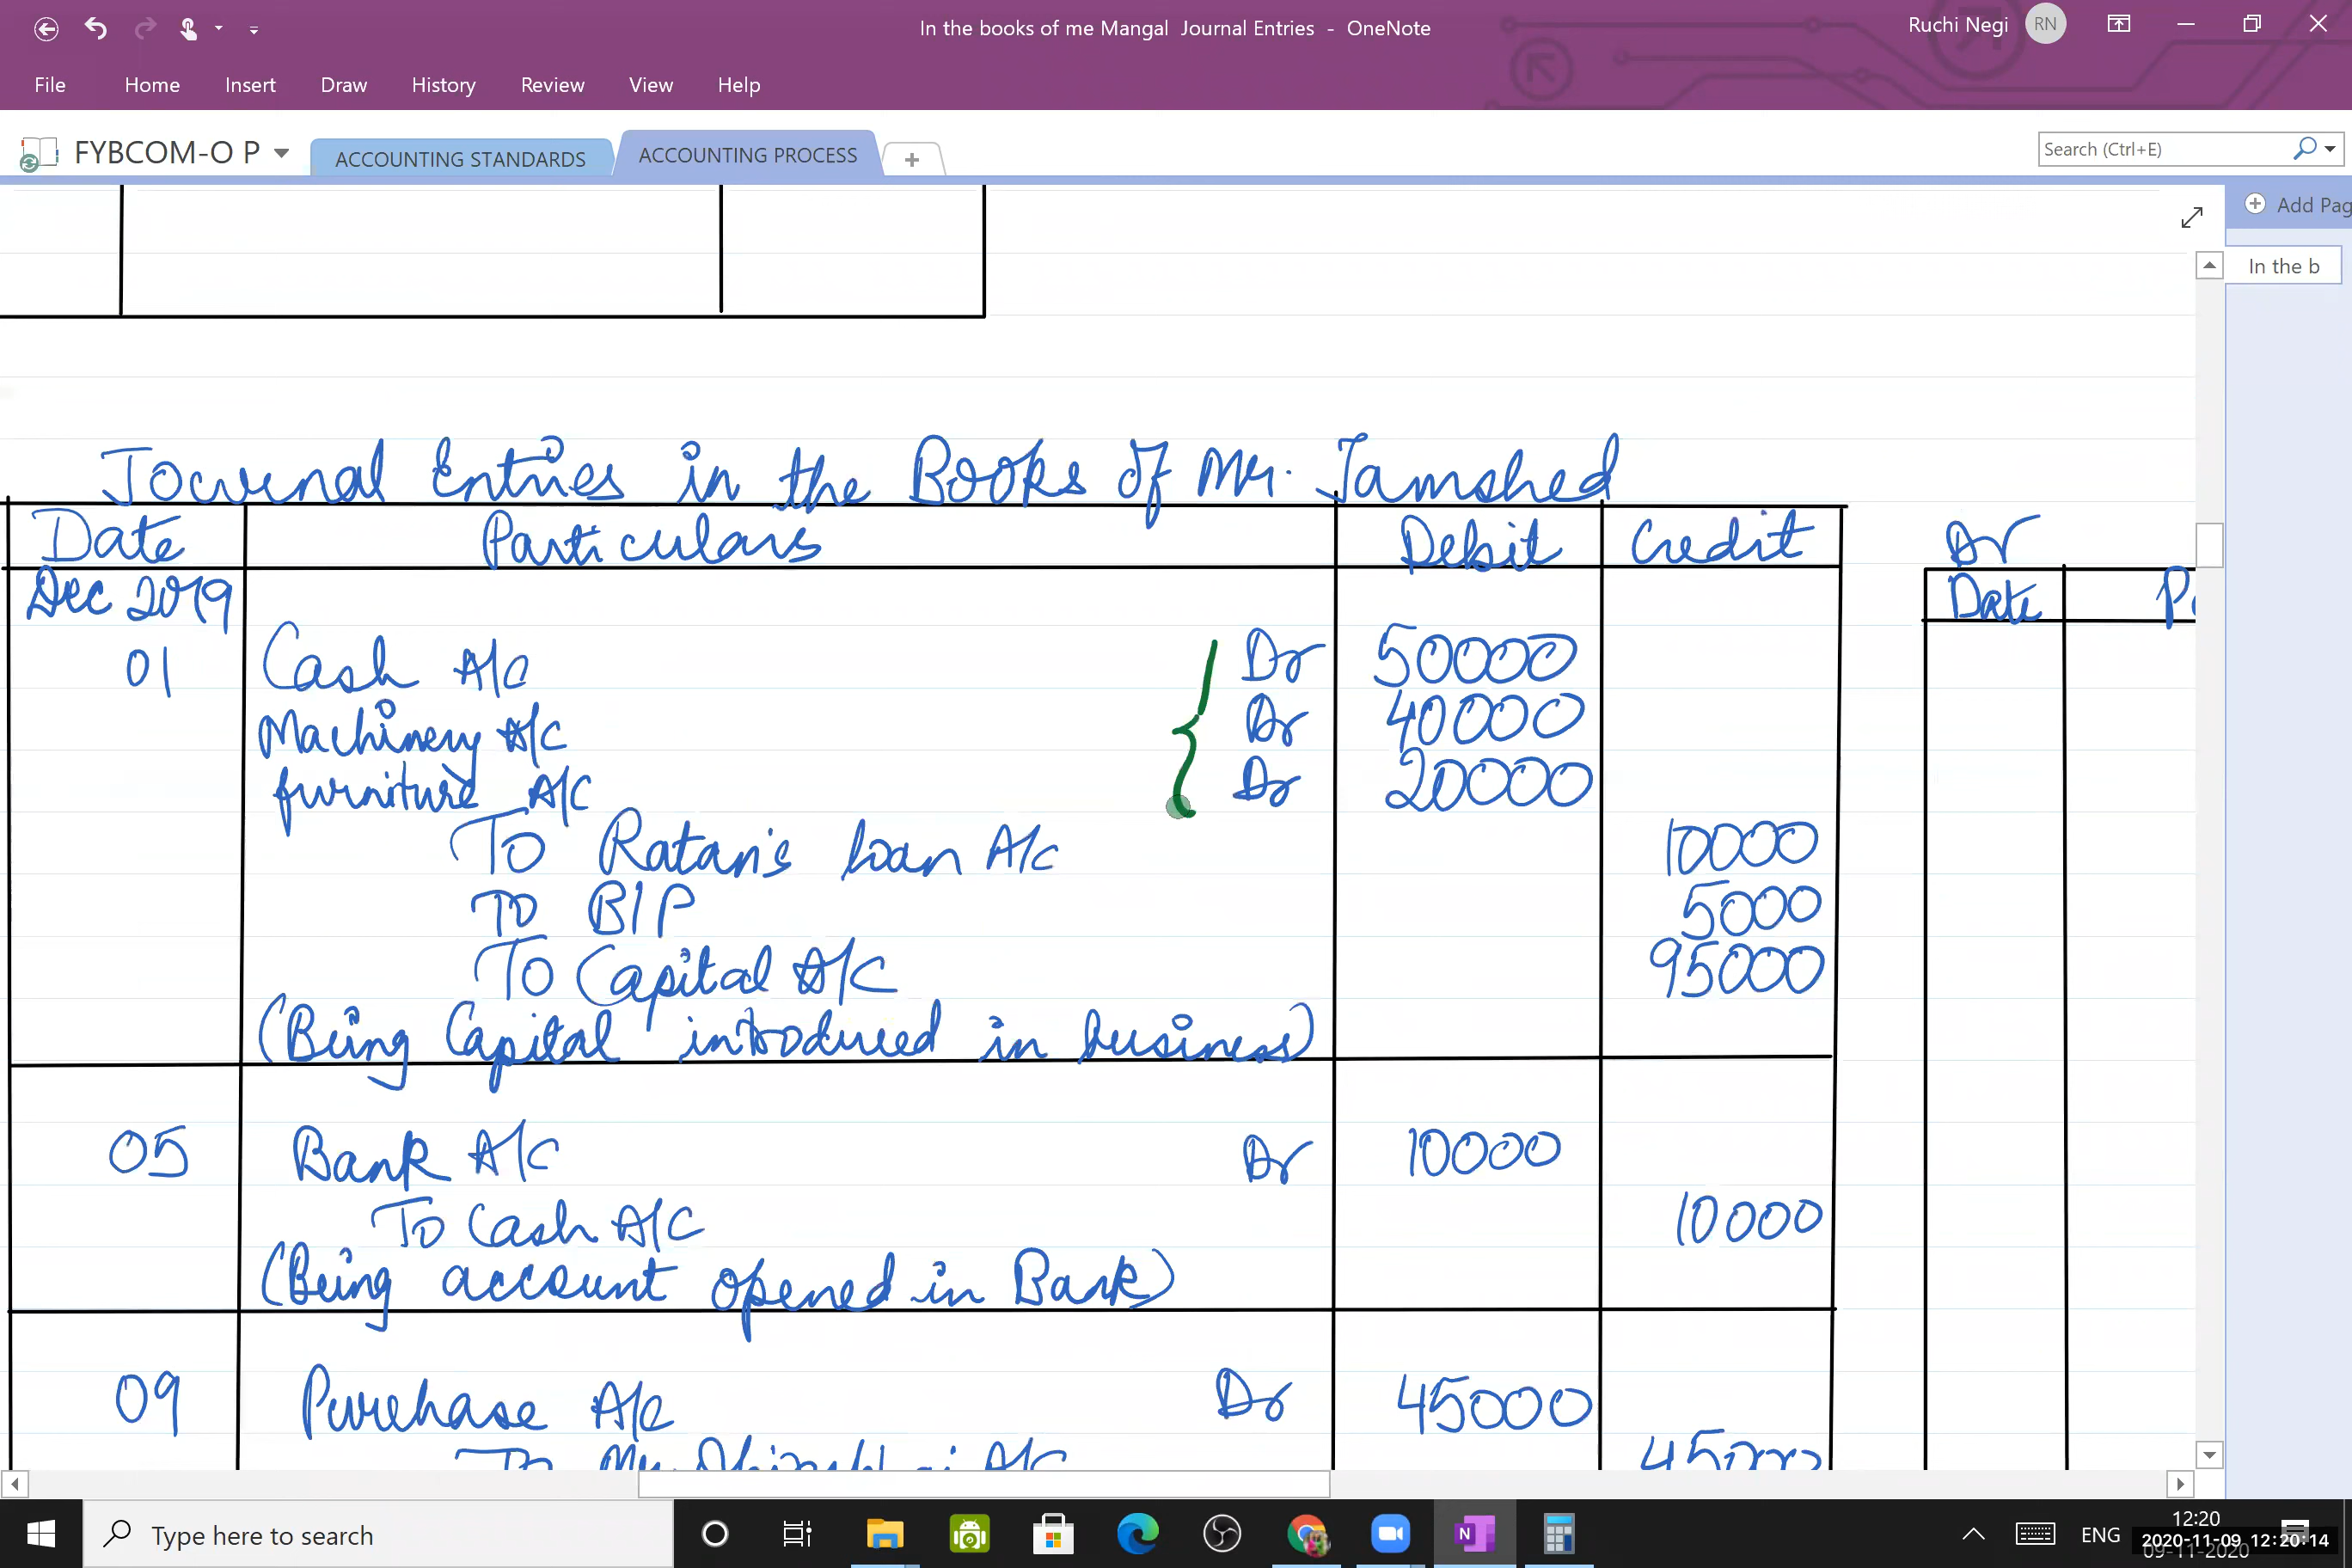 In the books of me Mangal Journal Entries - OneNote
Ruchi Negi RN
File Home Insert Draw History Review View Help
FYBCOM-O P ACCOUNTING STANDARDS ACCOUNTING PROCESS
Search (Ctrl+E)
Add Pag
In the b
Journal Entries in the Books of Mr. Jamshed
Date Particulars Debit Credit
Dec 2019
01 Cash A/c Dr 50000
Machinery A/c Dr 40000
furniture A/c Dr 20000
To Ratan's loan A/c 10000
To B/P 5000
To Capital A/C 95000
(Being Capital introduced in business)
05 Bank A/c Dr 10000
To Cash A/C 10000
(Being account opened in Bank)
09 Purchase A/c Dr 45000
To A/c 45000
Dr
Date
Type here to search
N
ENG
12:20
2020-11-09 12:20:14
09-11-2020